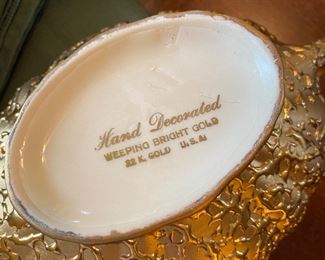 Hand Decorated
WEEPING BRIGHT GOLD
22 K. GOLD U.S.A.